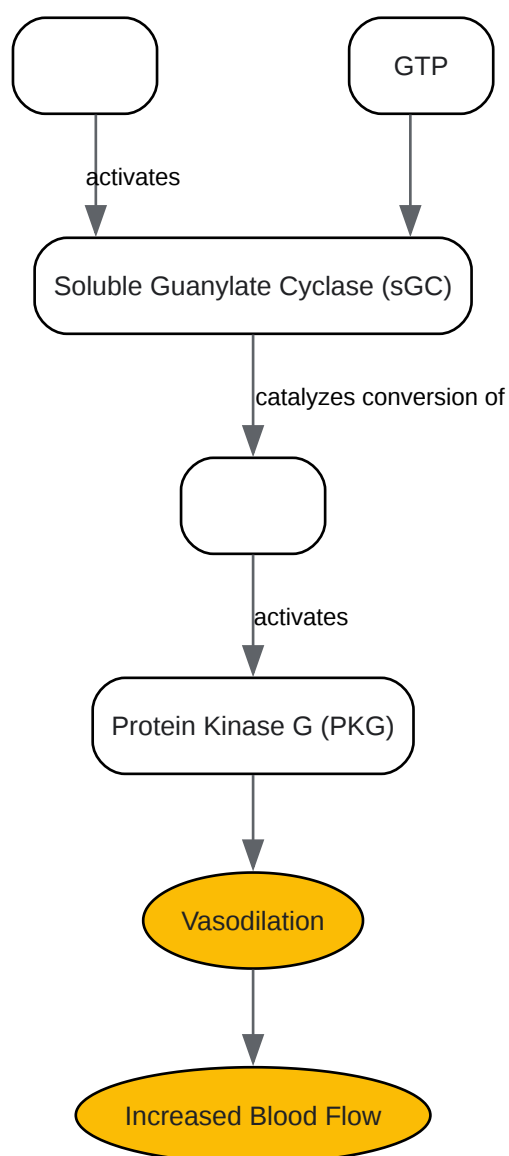 GTP
activates
Soluble Guanylate Cyclase (sGC)
catalyzes conversion of
activates
Protein Kinase G (PKG)
Vasodilation
Increased Blood Flow